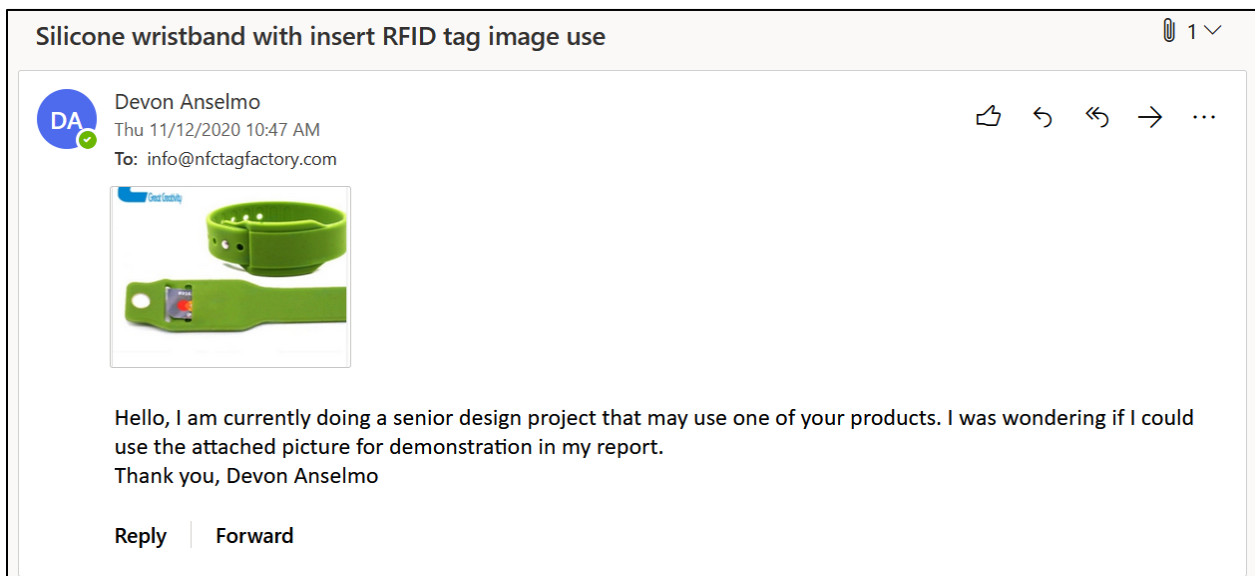 Silicone wristband with insert RFID tag image use
1
DA
Devon Anselmo
Thu 11/12/2020 10:47 AM
To: info@nfctagfactory.com
Great Creativity
Hello, I am currently doing a senior design project that may use one of your products. I was wondering if I could
use the attached picture for demonstration in my report.
Thank you, Devon Anselmo
Reply
Forward